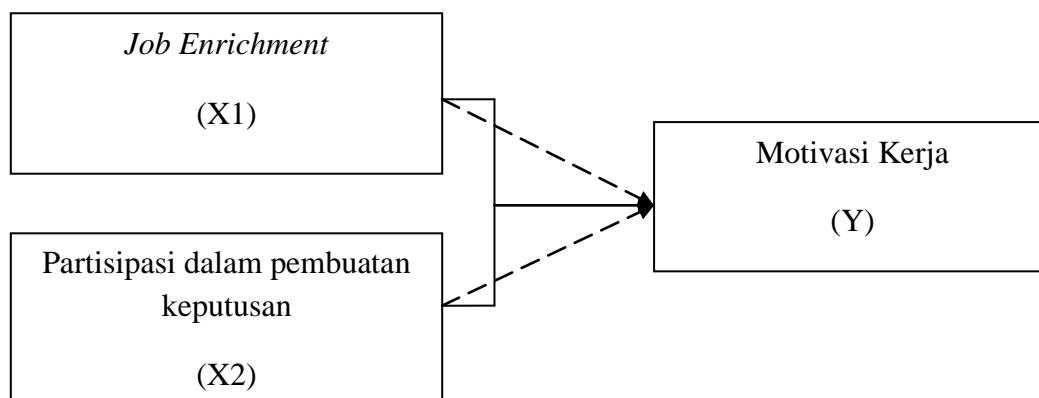 Job Enrichment
(X1)
Motivasi Kerja
(Y)
Partisipasi dalam pembuatan
keputusan
(X2)